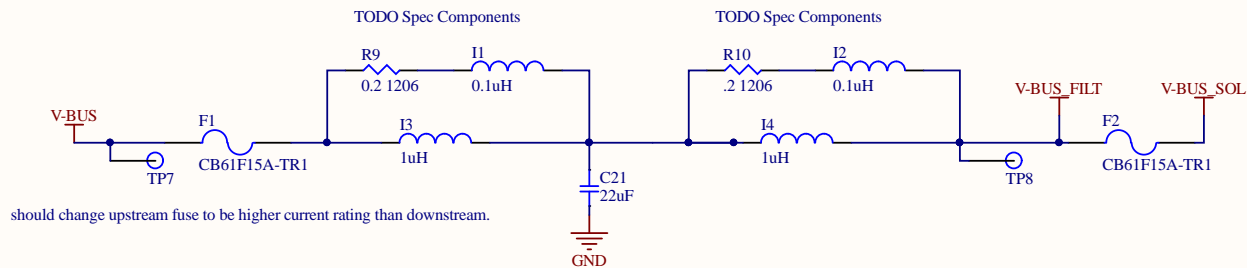 TODO Spec Components
TODO Spec Components
R9
I1
0.2 1206
0.1uH
R10
I2
.2 1206
0.1uH
V-BUS
F1
CB61F15A-TR1
TP7
I3
1uH
C21
22uF
GND
I4
1uH
V-BUS_FILT
V-BUS_SOL
TP8
F2
CB61F15A-TR1
should change upstream fuse to be higher current rating than downstream.